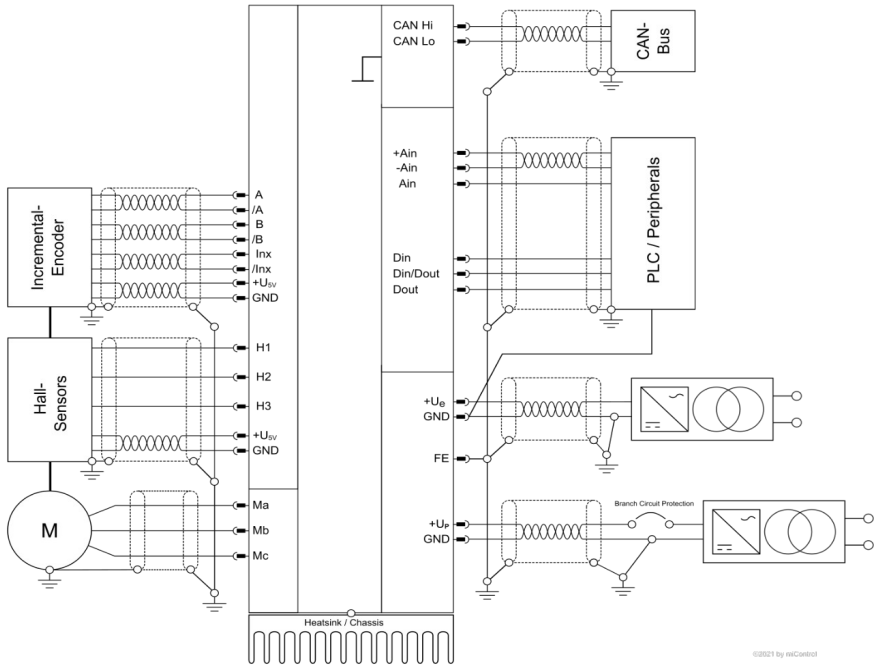 CAN Hi
CAN Lo
CAN-
Bus
+Ain
-Ain
Ain
Din
Din/Dout
Dout
PLC / Peripherals
Incremental-
Encoder
A
/A
B
/B
Inx
/Inx
+U5V
GND
Hall-
Sensors
H1
H2
H3
+U5V
GND
M
Ma
Mb
Mc
+Ue
GND
FE
+UP
GND
Branch Circuit Protection
Heatsink / Chassis
©2021 by miControl